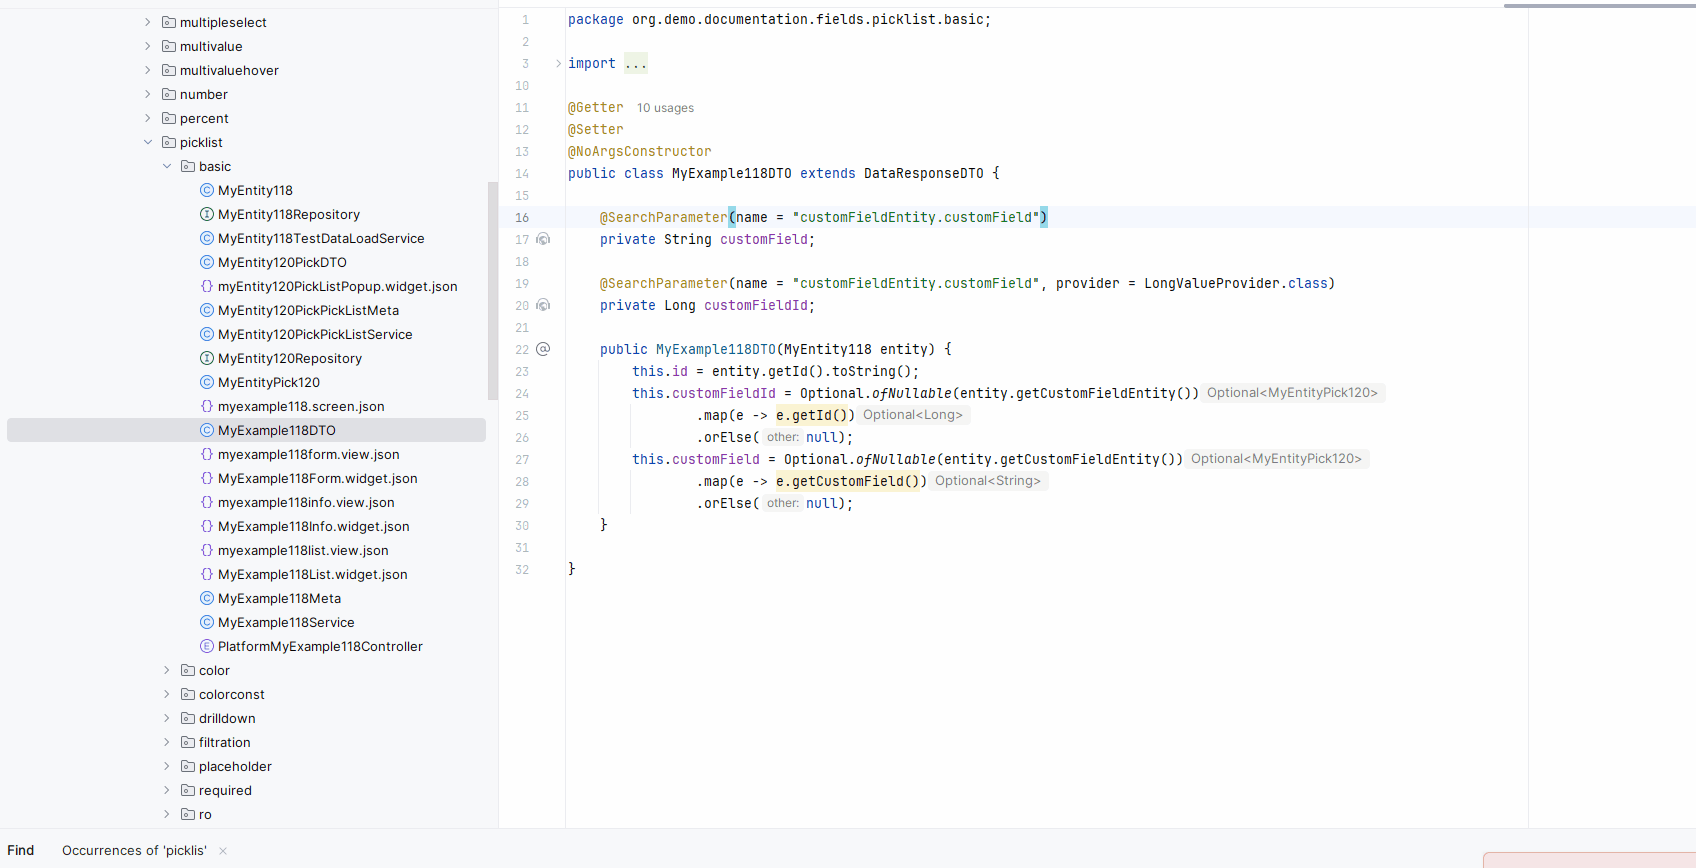 multipleselect
multivalue
multivaluehover
number
percent
picklist
basic
MyEntity118
MyEntity118Repository
MyEntity118TestDataLoadService
MyEntity120PickDTO
myEntity120PickListPopup.widget.json
MyEntity120PickPickListMeta
MyEntity120PickPickListService
MyEntity120Repository
MyEntityPick120
myexample118.screen.json
MyExample118DTO
myexample118form.view.json
MyExample118Form.widget.json
myexample118info.view.json
MyExample118Info.widget.json
myexample118list.view.json
MyExample118List.widget.json
MyExample118Meta
MyExample118Service
PlatformMyExample118Controller
color
colorconst
drilldown
filtration
placeholder
required
ro
1 package org.demo.documentation.fields.picklist.basic;
2
3 import ...
10
11 @Getter 10 usages
12 @Setter
13 @NoArgsConstructor
14 public class MyExample118DTO extends DataResponseDTO {
15
16 @SearchParameter(name = "customFieldEntity.customField")
17 private String customField;
18
19 @SearchParameter(name = "customFieldEntity.customField", provider = LongValueProvider.class)
20 private Long customFieldId;
21
22 public MyExample118DTO(MyEntity118 entity) {
23 this.id = entity.getId().toString();
24 this.customFieldId = Optional.ofNullable(entity.getCustomFieldEntity()) Optional<MyEntityPick120>
25 .map(e -> e.getId()) Optional<Long>
26 .orElse( other: null);
27 this.customField = Optional.ofNullable(entity.getCustomFieldEntity()) Optional<MyEntityPick120>
28 .map(e -> e.getCustomField()) Optional<String>
29 .orElse( other: null);
30 }
31
32 }
Find Occurrences of 'picklis' ×